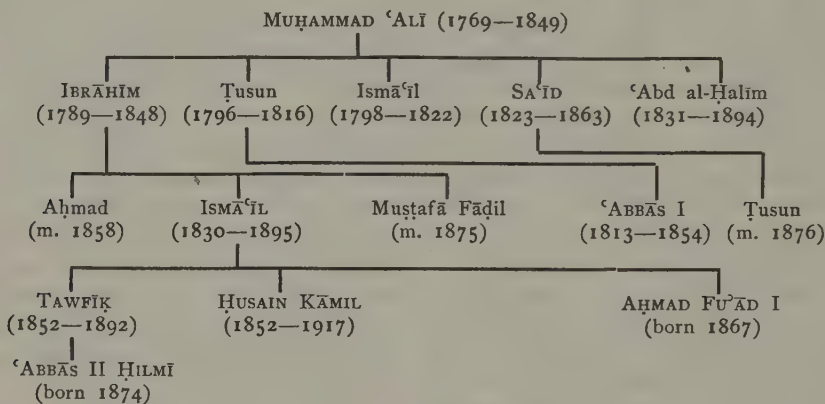 MUḤAMMAD ʿALĪ (1769—1849)
IBRĀHĪM Ṭusun Ismāʿīl SAʿĪD ʿAbd al-Ḥalīm
(1789—1848) (1796—1816) (1798—1822) (1823—1863) (1831—1894)
Aḥmad ISMĀʿĪL Muṣṭafā Fāḍil ʿABBĀS I Ṭusun
(m. 1858) (1830—1895) (m. 1875) (1813—1854) (m. 1876)
TAWFĪḲ ḤUSAIN KĀMIL AḤMAD FUʾĀD I
(1852—1892) (1852—1917) (born 1867)
ʿABBĀS II ḤILMĪ
(born 1874)